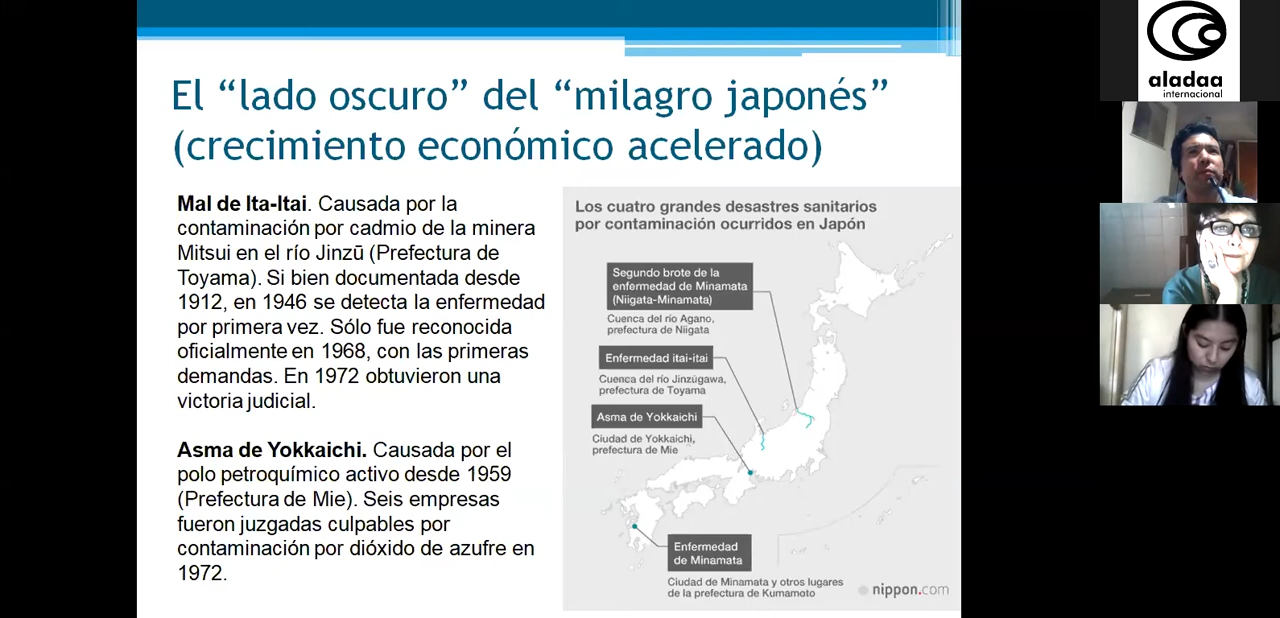 El “lado oscuro” del “milagro japonés”
(crecimiento económico acelerado)
Mal de Ita-Itai. Causada por la
contaminación por cadmio de la minera
Mitsui en el río Jinzū (Prefectura de
Toyama). Si bien documentada desde
1912, en 1946 se detecta la enfermedad
por primera vez. Sólo fue reconocida
oficialmente en 1968, con las primeras
demandas. En 1972 obtuvieron una
victoria judicial.
Asma de Yokkaichi. Causada por el
polo petroquímico activo desde 1959
(Prefectura de Mie). Seis empresas
fueron juzgadas culpables por
contaminación por dióxido de azufre en
1972.
Los cuatro grandes desastres sanitarios
por contaminación ocurridos en Japón
Segundo brote de la
enfermedad de Minamata
(Niigata-Minamata)
Cuenca del río Agano,
prefectura de Niigata
Enfermedad itai-itai
Cuenca del río Jinzūgawa,
prefectura de Toyama
Asma de Yokkaichi
Ciudad de Yokkaichi,
prefectura de Mie
Enfermedad
de Minamata
Ciudad de Minamata y otros lugares
de la prefectura de Kumamoto
nippon.com
aladaa
internacional